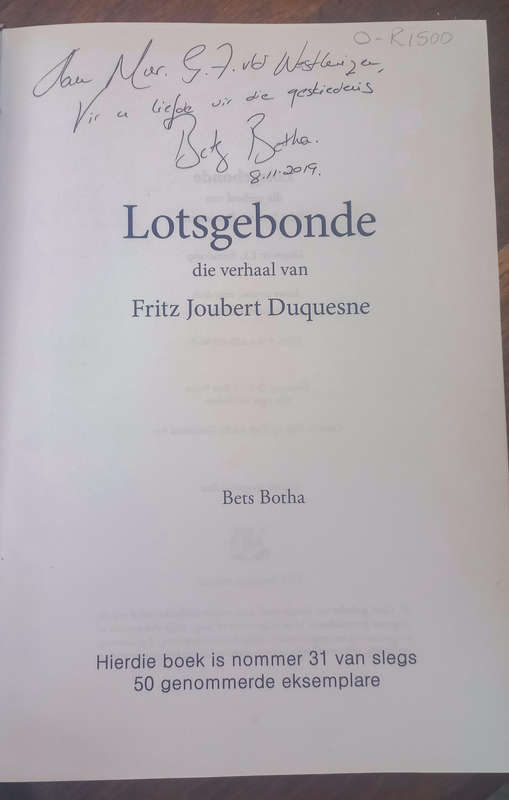 O-R1500
Aan Mnr. G. J. vd Westhuizen,
Vir u liefde vir die geskiedenis
Bets Botha.
8.11.2019.
Lotsgebonde
die verhaal van
Fritz Joubert Duquesne
Bets Botha
Hierdie boek is nommer 31 van slegs
50 genommerde eksemplare